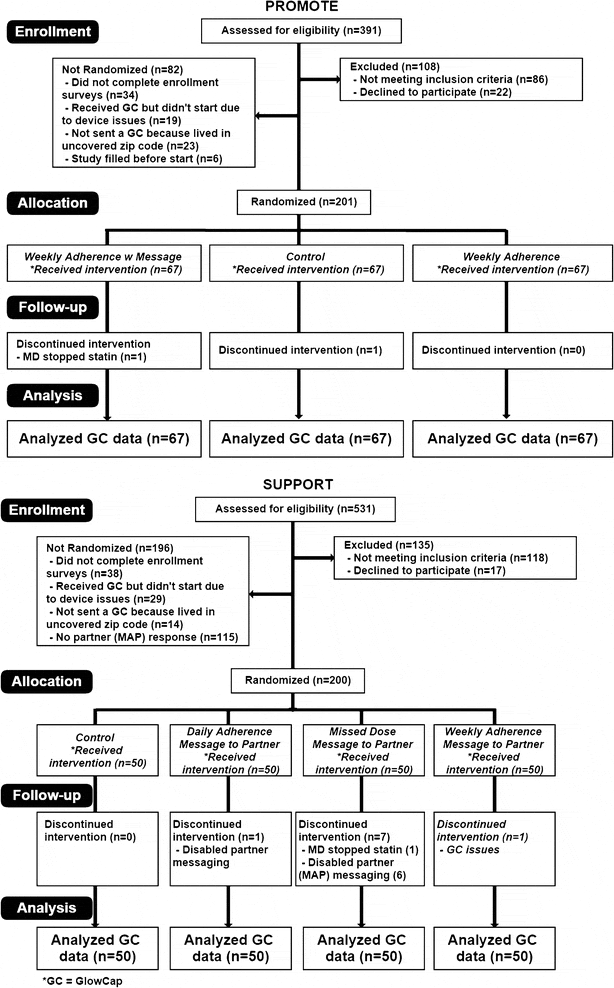 PROMOTE
Enrollment
Assessed for eligibility (n=391)
Not Randomized (n=82)
- Did not complete enrollment
surveys (n=34)
- Received GC but didn't start due
to device issues (n=19)
- Not sent a GC because lived in
uncovered zip code (n=23)
- Study filled before start (n=6)
Excluded (n=108)
- Not meeting inclusion criteria (n=86)
- Declined to participate (n=22)
Allocation
Randomized (n=201)
Weekly Adherence w Message
*Received intervention (n=67)
Control
*Received intervention (n=67)
Weekly Adherence
*Received intervention (n=67)
Follow-up
Discontinued intervention
- MD stopped statin (n=1)
Discontinued intervention (n=1)
Discontinued intervention (n=0)
Analysis
Analyzed GC data (n=67)
Analyzed GC data (n=67)
Analyzed GC data (n=67)
SUPPORT
Enrollment
Assessed for eligibility (n=531)
Not Randomized (n=196)
- Did not complete enrollment
surveys (n=38)
- Received GC but didn't start due
to device issues (n=29)
- Not sent a GC because lived in
uncovered zip code (n=14)
- No partner (MAP) response (n=115)
Excluded (n=135)
- Not meeting inclusion criteria (n=118)
- Declined to participate (n=17)
Allocation
Randomized (n=200)
Control
*Received
intervention (n=50)
Daily Adherence
Message to Partner
*Received
intervention (n=50)
Missed Dose
Message to Partner
*Received
intervention (n=50)
Weekly Adherence
Message to Partner
*Received
intervention (n=50)
Follow-up
Discontinued
intervention (n=0)
Discontinued
intervention (n=1)
- Disabled partner
messaging
Discontinued
intervention (n=7)
- MD stopped statin (1)
- Disabled partner
(MAP) messaging (6)
Discontinued
intervention (n=1)
- GC issues
Analysis
Analyzed GC
data (n=50)
Analyzed GC
data (n=50)
Analyzed GC
data (n=50)
Analyzed GC
data (n=50)
*GC = GlowCap